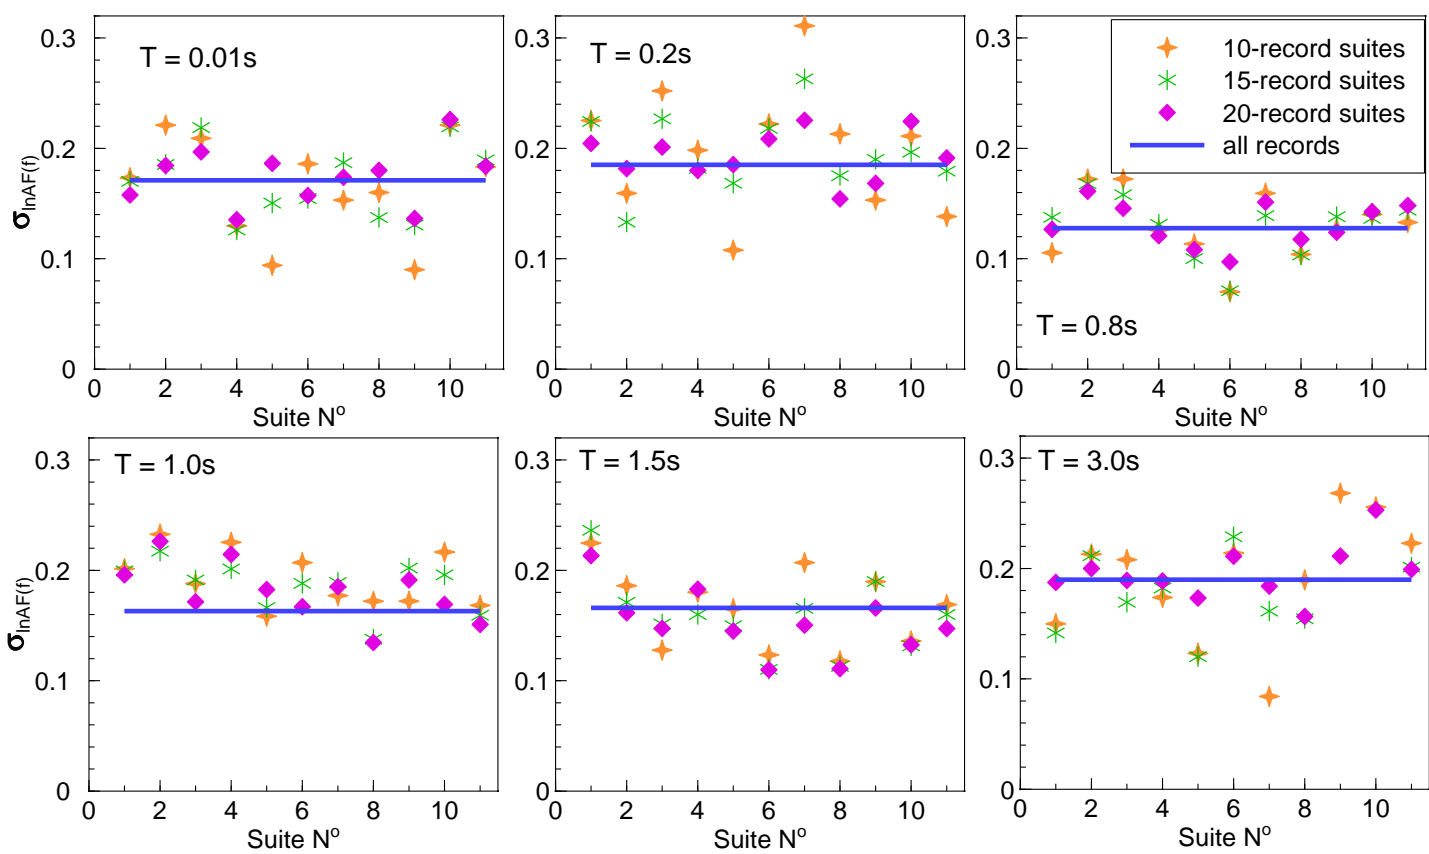 T = 0.01s
0.3
0.2
0.1
0
σlnAF(f)
0 2 4 6 8 10
Suite Nº
T = 0.2s
0.3
0.2
0.1
0
0 2 4 6 8 10
Suite Nº
10-record suites
15-record suites
20-record suites
all records
0.3
0.2
0.1
0
T = 0.8s
0 2 4 6 8 10
Suite Nº
T = 1.0s
0.3
0.2
0.1
0
σlnAF(f)
0 2 4 6 8 10
Suite Nº
T = 1.5s
0.3
0.2
0.1
0
0 2 4 6 8 10
Suite Nº
T = 3.0s
0.3
0.2
0.1
0
0 2 4 6 8 10
Suite Nº